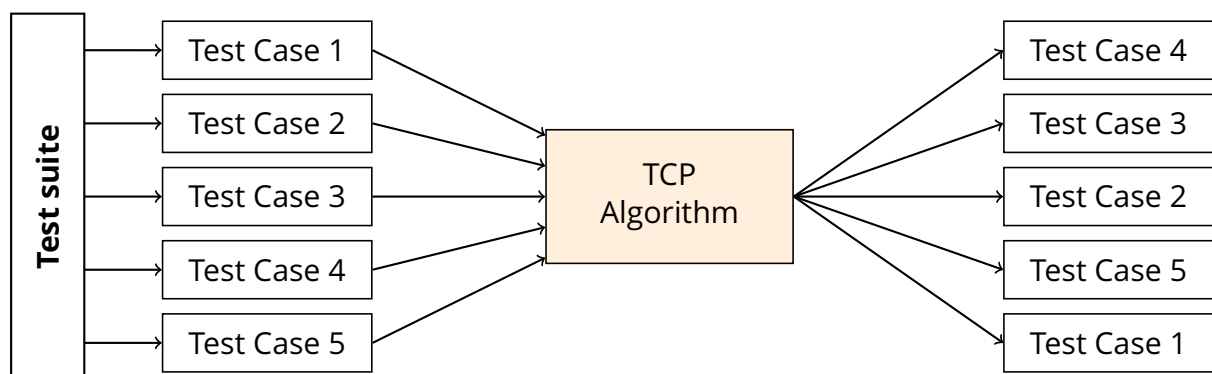 Test suite
Test Case 1
Test Case 2
Test Case 3
Test Case 4
Test Case 5
TCP
Algorithm
Test Case 4
Test Case 3
Test Case 2
Test Case 5
Test Case 1